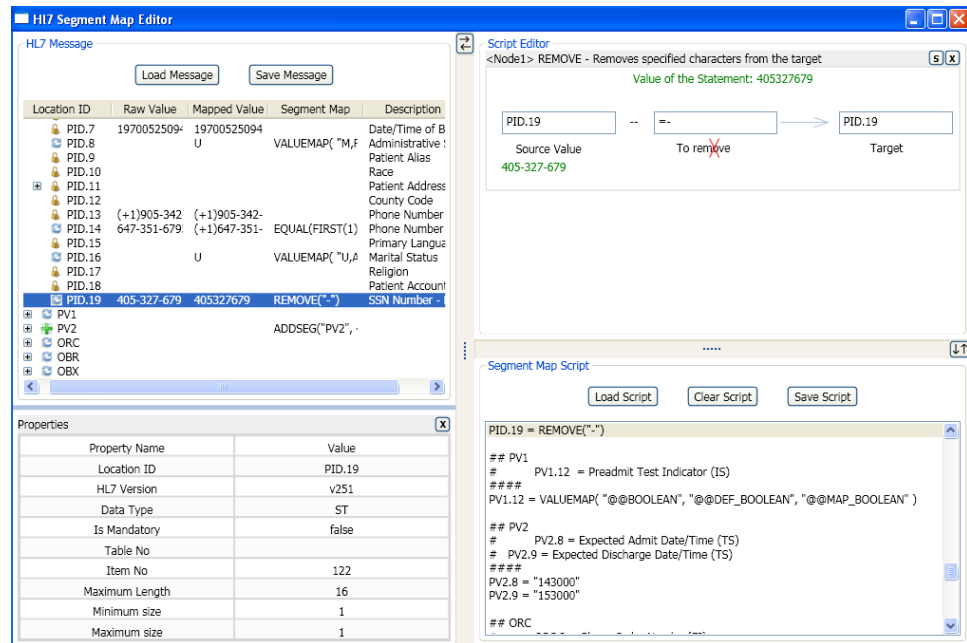 Hl7 Segment Map Editor
HL7 Message
Load Message Save Message
Location ID Raw Value Mapped Value Segment Map Description
PID.7 1970052509 19700525094 Date/Time of B
PID.8 U VALUEMAP( "M,F Administrative
PID.9 Patient Alias
PID.10 Race
PID.11 Patient Address
PID.12 County Code
PID.13 (+1)905-342 (+1)905-342- Phone Number
PID.14 647-351-679 (+1)647-351- EQUAL(FIRST(1) Phone Number
PID.15 Primary Langua
PID.16 U VALUEMAP( "U,A Marital Status
PID.17 Religion
PID.18 Patient Account
PID.19 405-327-679 405327679 REMOVE("-") SSN Number -
PV1
PV2 ADDSEG("PV2", -
ORC
OBR
OBX
Properties X
Property Name Value
Location ID PID.19
HL7 Version v251
Data Type ST
Is Mandatory false
Table No
Item No 122
Maximum Length 16
Minimum size 1
Maximum size 1
Script Editor
<Node1> REMOVE - Removes specified characters from the target S X
Value of the Statement: 405327679
PID.19 -- =- PID.19
Source Value To remove Target
405-327-679
Segment Map Script
Load Script Clear Script Save Script
PID.19 = REMOVE("-")
## PV1
# PV1.12 = Preadmit Test Indicator (IS)
####
PV1.12 = VALUEMAP( "@@BOOLEAN", "@@DEF_BOOLEAN", "@@MAP_BOOLEAN" )
## PV2
# PV2.8 = Expected Admit Date/Time (TS)
# PV2.9 = Expected Discharge Date/Time (TS)
####
PV2.8 = "143000"
PV2.9 = "153000"
## ORC